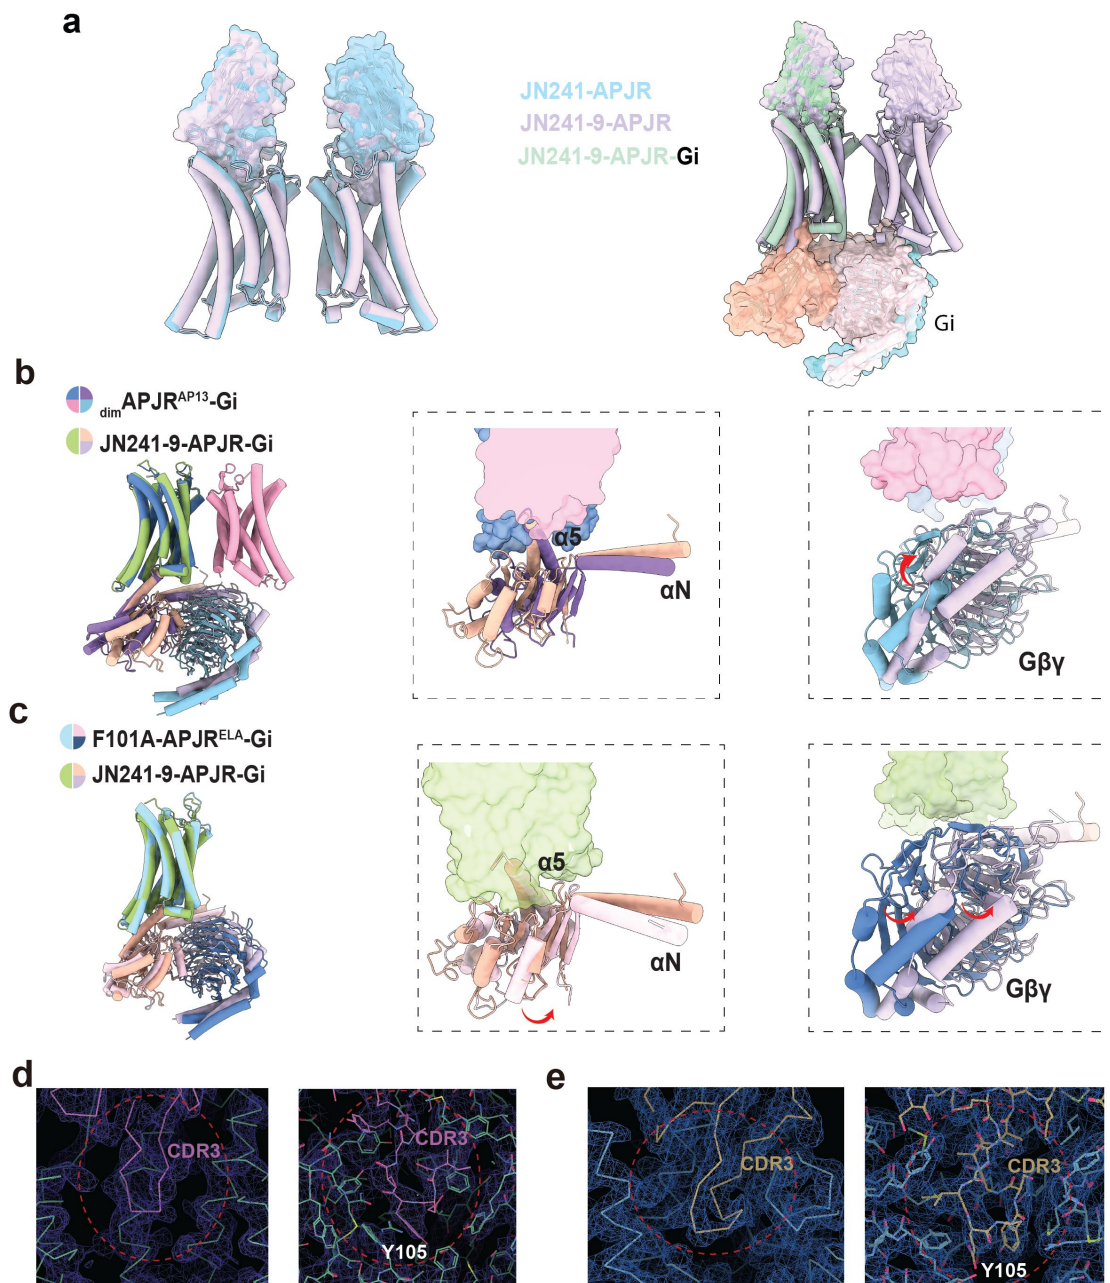 a
JN241-APJR
JN241-9-APJR
JN241-9-APJR-Gi
Gi
b
dimAPJRAP13-Gi
JN241-9-APJR-Gi
α5
αN
Gβγ
c
F101A-APJRELA-Gi
JN241-9-APJR-Gi
α5
αN
Gβγ
d
CDR3
CDR3
Y105
e
CDR3
CDR3
Y105